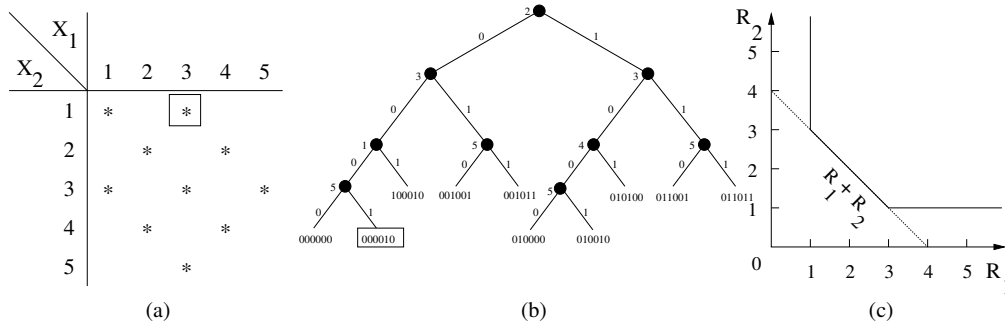 X1
X2
1 2 3 4 5
1 * *
2 * *
3 * * *
4 * *
5 *
(a)
2
0 1
3 3
0 1 0 1
1 5 4 5
0 1 0 1 0 1 0 1
5 100010 001001 001011 5 010100 011001 011011
0 1 0 1
000000 000010 010000 010010
(b)
R2
5
4
3
2
1
0
R1 + R2
1 2 3 4 5
R
(c)